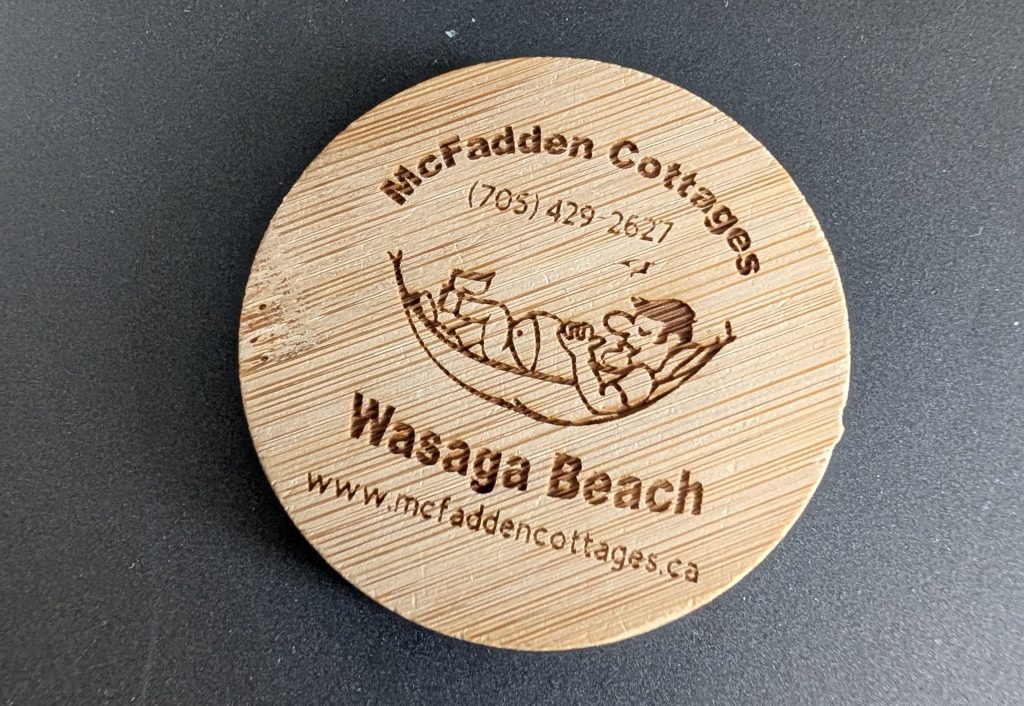 McFadden Cottages
(705) 429-2627
Wasaga Beach
www.mcfaddencottages.ca